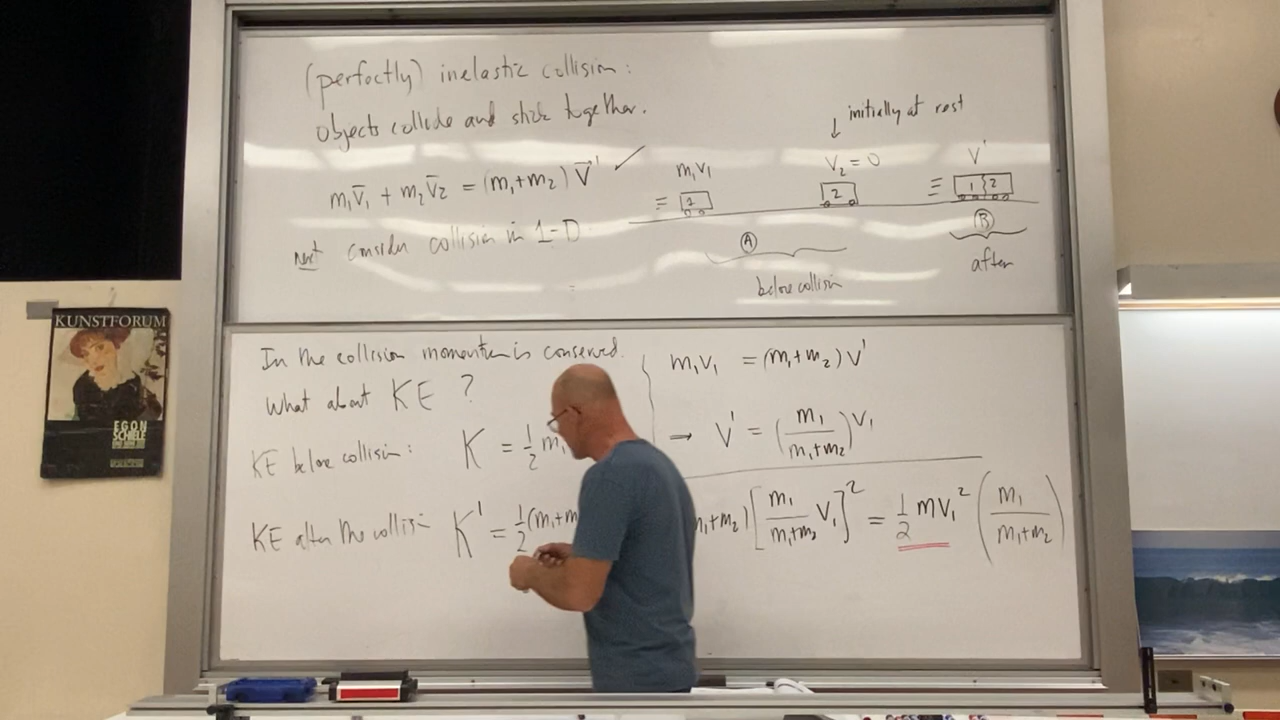 (perfectly) inelastic collision:
objects collide and stick together.
m₁v̄₁ + m₂v̄₂ = (m₁+m₂) v̄'
next consider collision in 1-D
initially at rest
m₁v₁
V₂ = 0
V'
2
1 2
A
B
before collision
after
In the collision momentum is conserved.
What about KE ?
KE before collision: K = ½ m₁
KE after the collision K' = ½(m₁+m
m₁v₁ = (m₁+m₂) v'
→ V' = (m₁/(m₁+m₂)) v₁
m₁+m₂) [m₁/(m₁+m₂) V₁]² = ½ mv₁² (m₁/(m₁+m₂))
KUNSTFORUM
EGON
SCHIELE